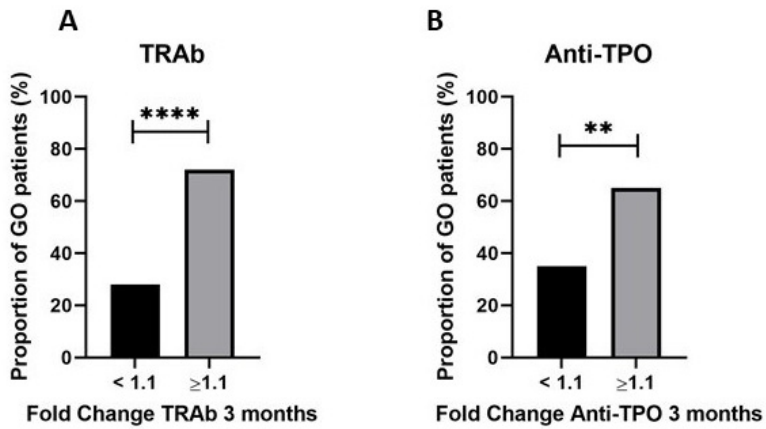 A
TRAb
Proportion of GO patients (%)
100
80
60
40
20
0
****
< 1.1
≥1.1
Fold Change TRAb 3 months
B
Anti-TPO
Proportion of GO patients (%)
100
80
60
40
20
0
**
< 1.1
≥1.1
Fold Change Anti-TPO 3 months